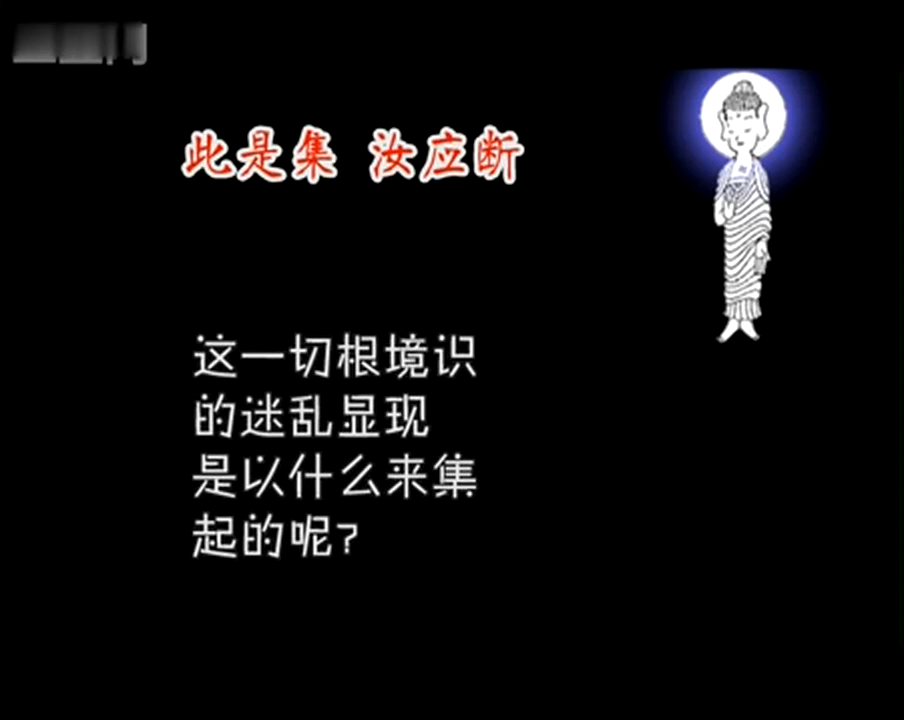 此是集 汝应断
这一切根境识
的迷乱显现
是以什么来集
起的呢?